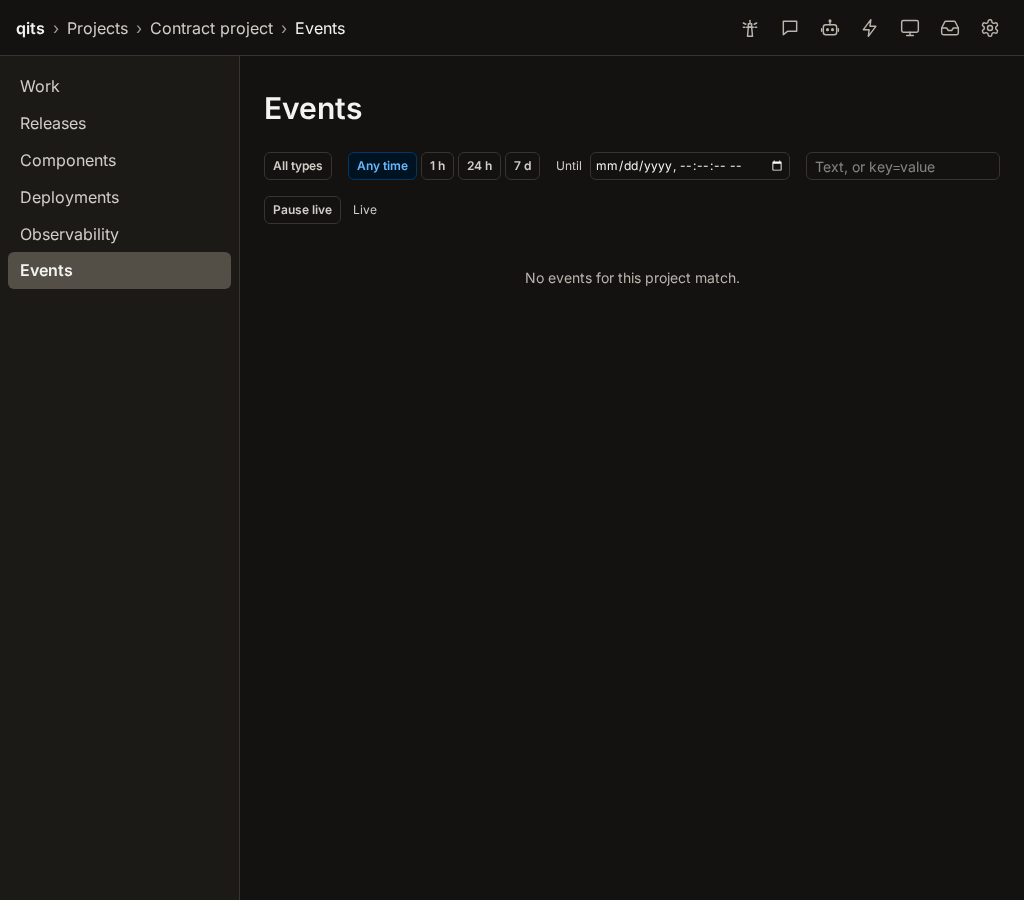 qits › Projects › Contract project › Events
Work
Releases
Components
Deployments
Observability
Events
Events
All types Any time 1 h 24 h 7 d Until mm/dd/yyyy, --:--:-- -- Text, or key=value
Pause live Live
No events for this project match.